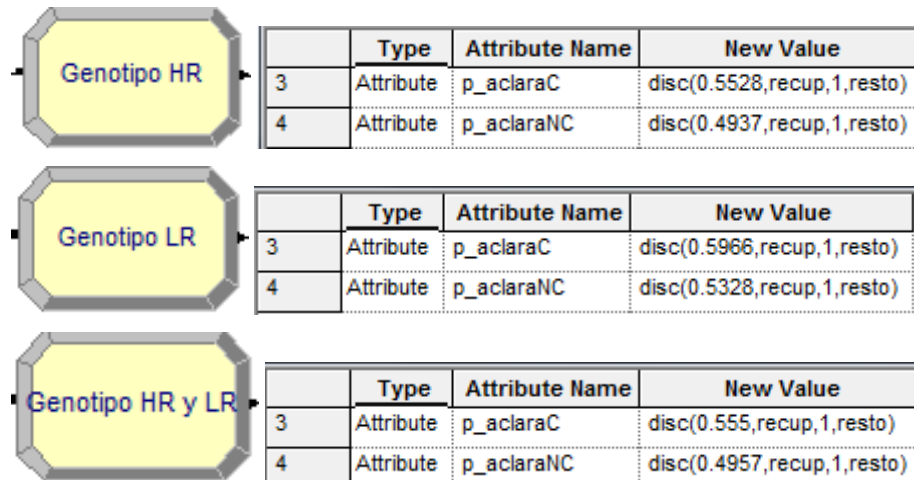 Genotipo HR
Type Attribute Name New Value
3 Attribute p_aclaraC disc(0.5528,recup,1,resto)
4 Attribute p_aclaraNC disc(0.4937,recup,1,resto)
Genotipo LR
Type Attribute Name New Value
3 Attribute p_aclaraC disc(0.5966,recup,1,resto)
4 Attribute p_aclaraNC disc(0.5328,recup,1,resto)
Genotipo HR y LR
Type Attribute Name New Value
3 Attribute p_aclaraC disc(0.555,recup,1,resto)
4 Attribute p_aclaraNC disc(0.4957,recup,1,resto)